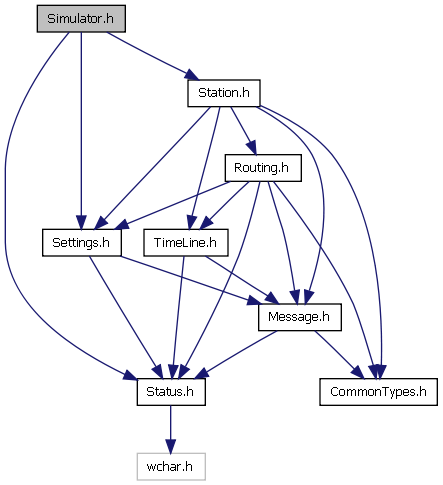 Simulator.h
Station.h
Routing.h
Settings.h
TimeLine.h
Message.h
Status.h
CommonTypes.h
wchar.h